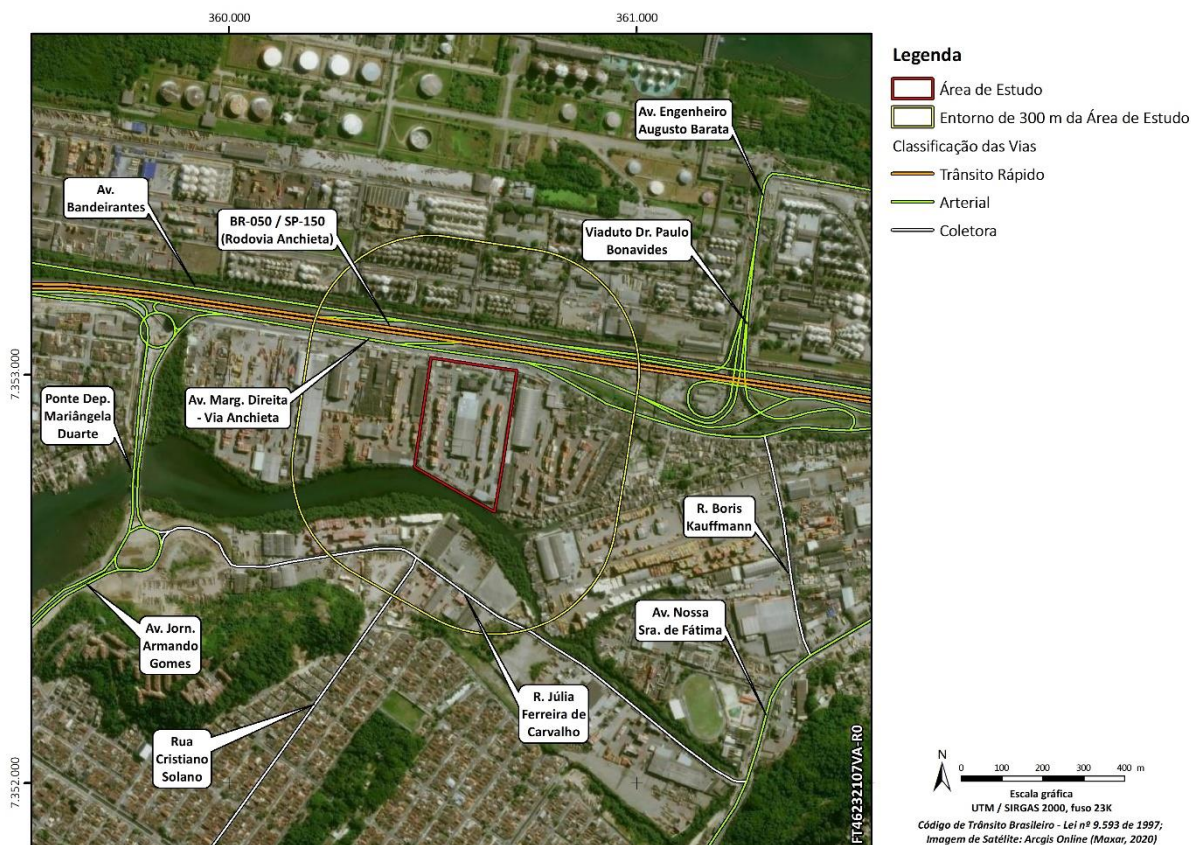 360.000
361.000
7.353.000
7.352.000
Av. Engenheiro
Augusto Barata
Av.
Bandeirantes
BR-050 / SP-150
(Rodovia Anchieta)
Viaduto Dr. Paulo
Bonavides
Ponte Dep.
Mariângela
Duarte
Av. Marg. Direita
- Via Anchieta
R. Boris
Kauffmann
Av. Nossa
Sra. de Fátima
Av. Jorn.
Armando
Gomes
R. Júlia
Ferreira de
Carvalho
Rua
Cristiano
Solano
FT46232107VA-R0
Legenda
Área de Estudo
Entorno de 300 m da Área de Estudo
Classificação das Vias
Trânsito Rápido
Arterial
Coletora
N
0 100 200 300 400 m
Escala gráfica
UTM / SIRGAS 2000, fuso 23K
Código de Trânsito Brasileiro - Lei nº 9.593 de 1997;
Imagem de Satélite: Arcgis Online (Maxar, 2020)